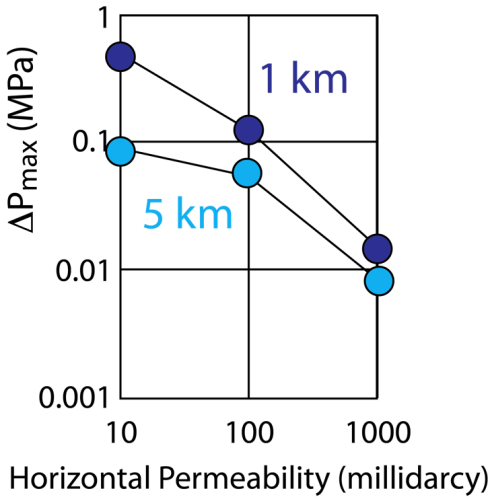 1
1 km
0.1
5 km
0.01
0.001
10 100 1000
Horizontal Permeability (millidarcy)
ΔPmax (MPa)